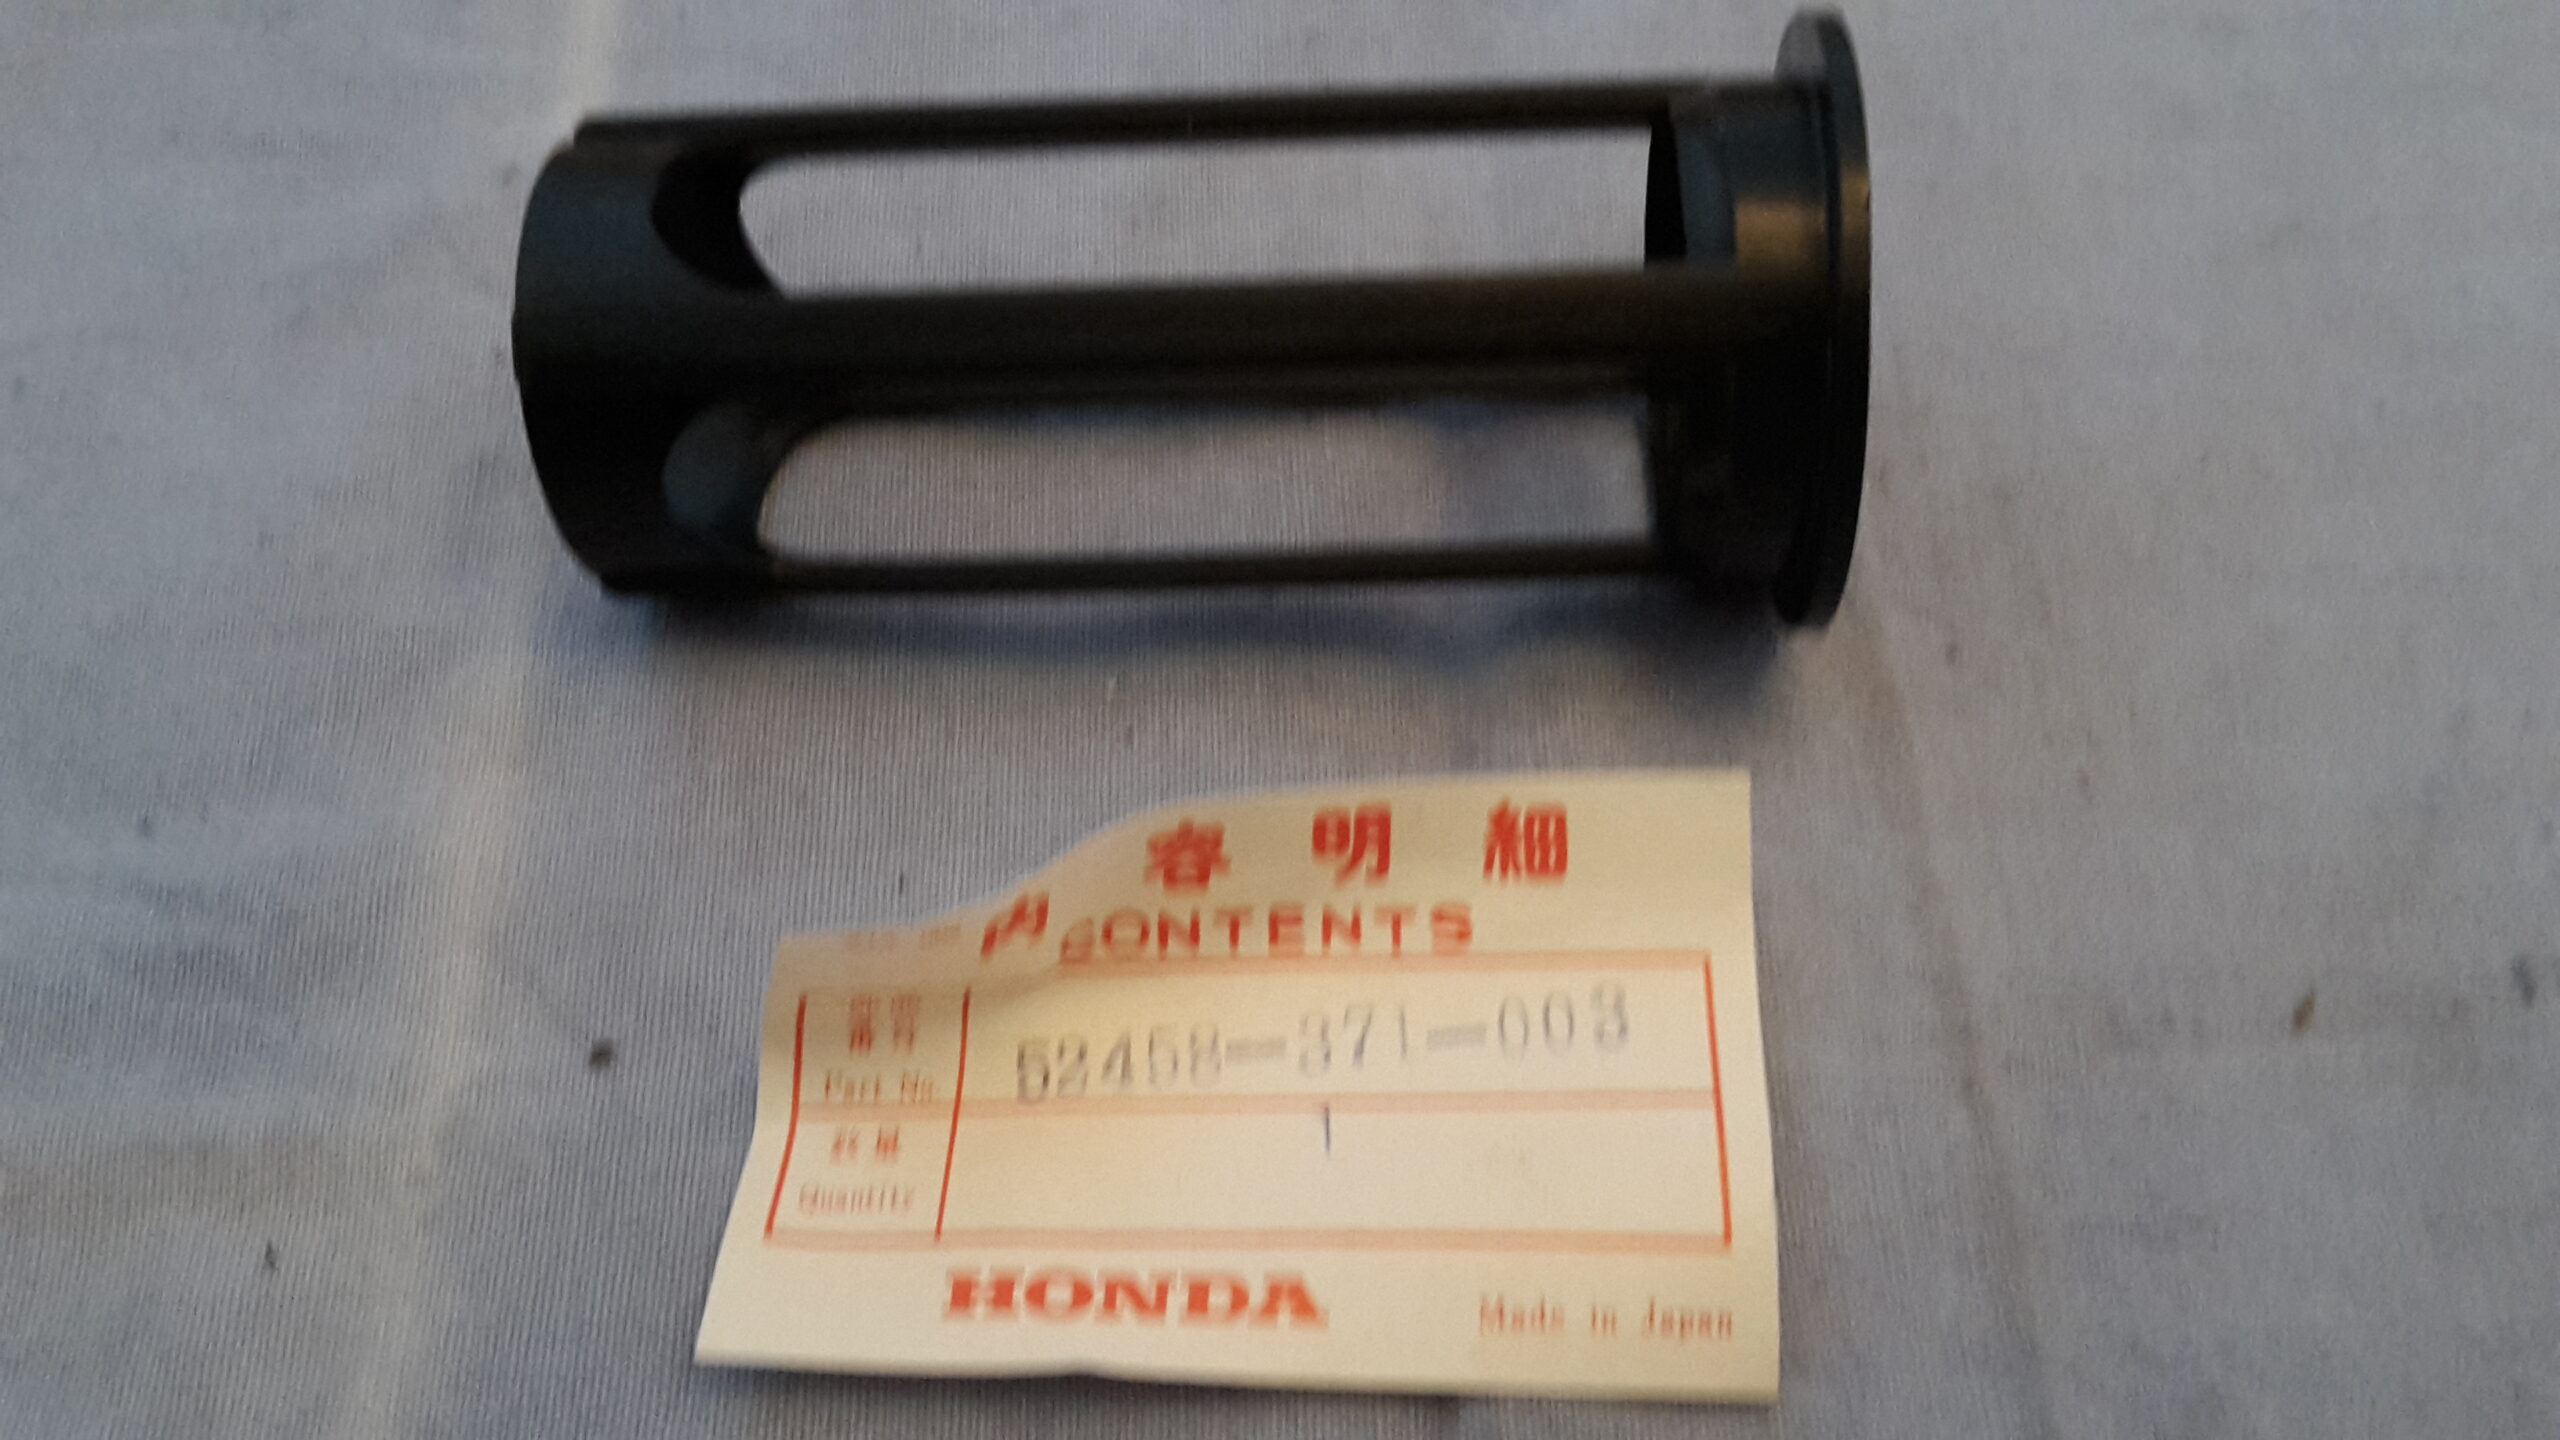 内容明細
CONTENTS
部品
番号
Part No.
52458-371-003
数量
Quantity
1
HONDA
Made in Japan